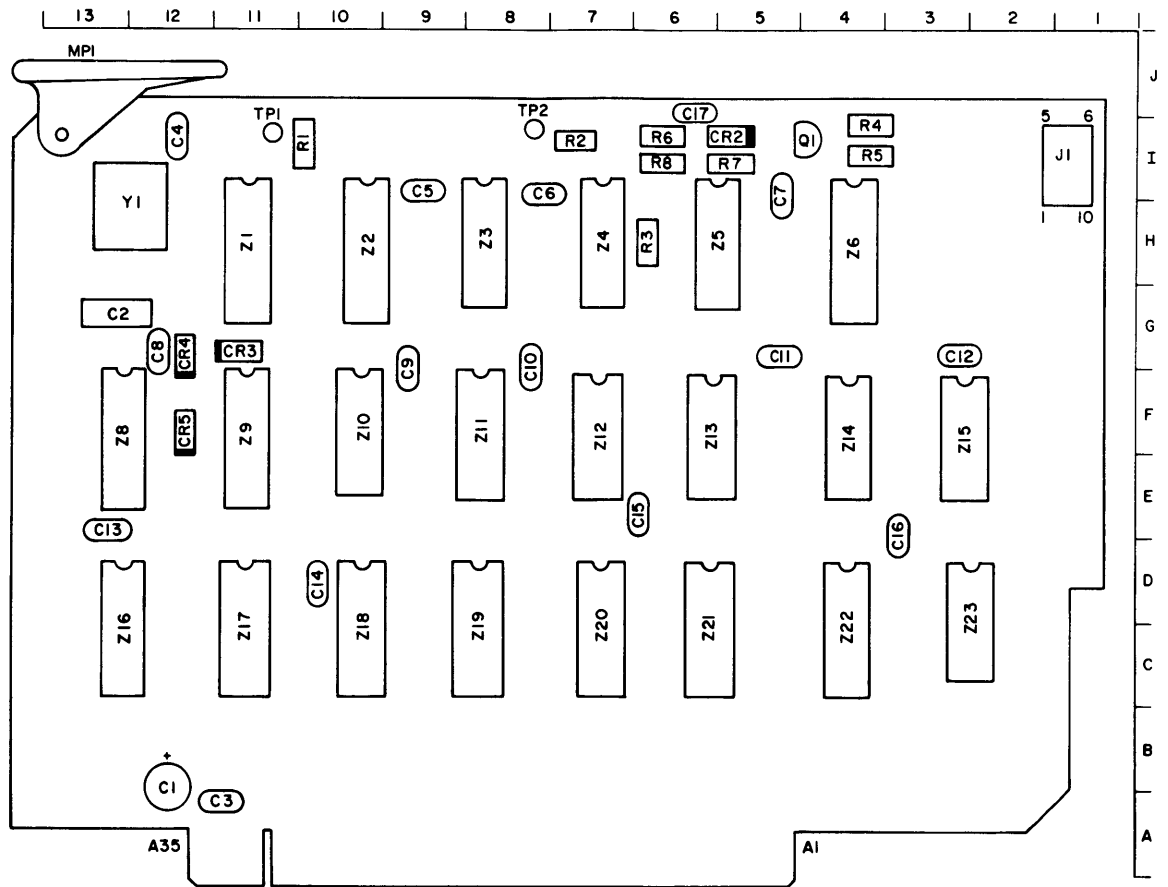 13 12 11 10 9 8 7 6 5 4 3 2 1
MP1
J
C4
TP1
R1
TP2
R2
C17
R6
CR2
Q1
R4
5 6
R8
R7
R5
J1
I
Y1
C5
C6
C7
1 10
Z1
Z2
Z3
Z4
R3
Z5
Z6
H
C2
G
C8
CR4
CR3
C9
C10
C11
C12
Z8
CR5
Z9
Z10
Z11
Z12
Z13
Z14
Z15
F
E
C13
C15
C16
C14
D
Z16
Z17
Z18
Z19
Z20
Z21
Z22
Z23
C
+
C1
C3
B
A35
A1
A